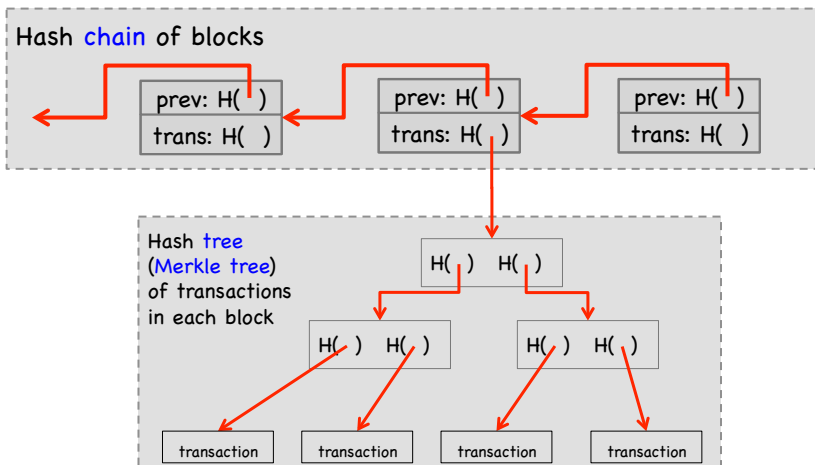 Hash chain of blocks
prev: H( )
trans: H( )
prev: H( )
trans: H( )
prev: H( )
trans: H( )
Hash tree
(Merkle tree)
of transactions
in each block
H( ) H( )
H( ) H( )
H( ) H( )
transaction
transaction
transaction
transaction